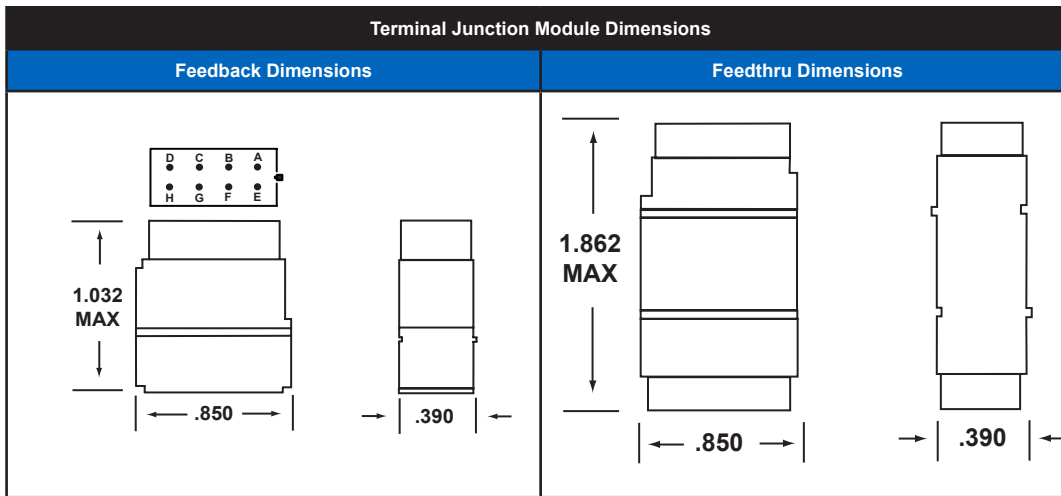 Terminal Junction Module Dimensions
Feedback Dimensions
Feedthru Dimensions
D C B A
H G F E
1.032
MAX
.850
.390
1.862
MAX
.850
.390